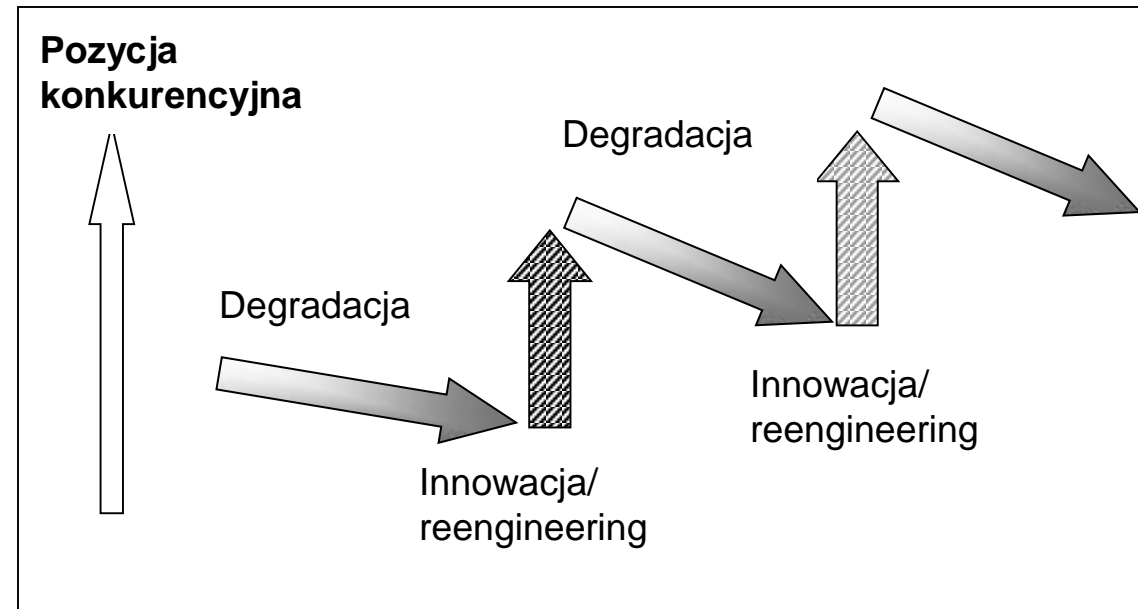 Pozycja
konkurencyjna
Degradacja
Degradacja
Innowacja/
reengineering
Innowacja/
reengineering